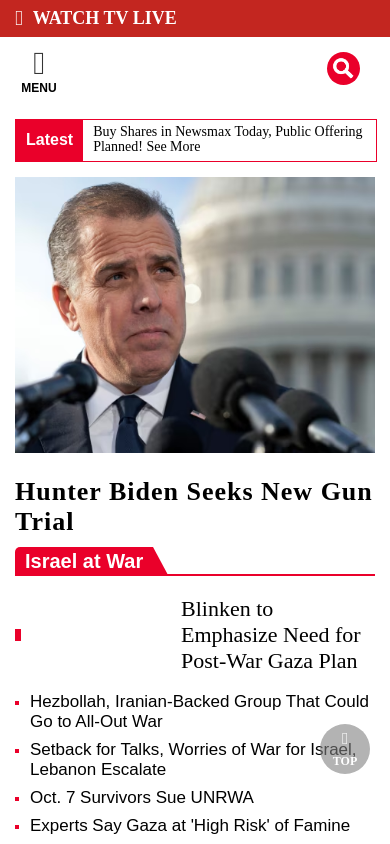 WATCH TV LIVE
MENU
Latest
Buy Shares in Newsmax Today, Public Offering
Planned! See More
Hunter Biden Seeks New Gun
Trial
Israel at War
Blinken to
Emphasize Need for
Post-War Gaza Plan
Hezbollah, Iranian-Backed Group That Could
Go to All-Out War
Setback for Talks, Worries of War for Israel,
Lebanon Escalate
TOP
Oct. 7 Survivors Sue UNRWA
Experts Say Gaza at 'High Risk' of Famine